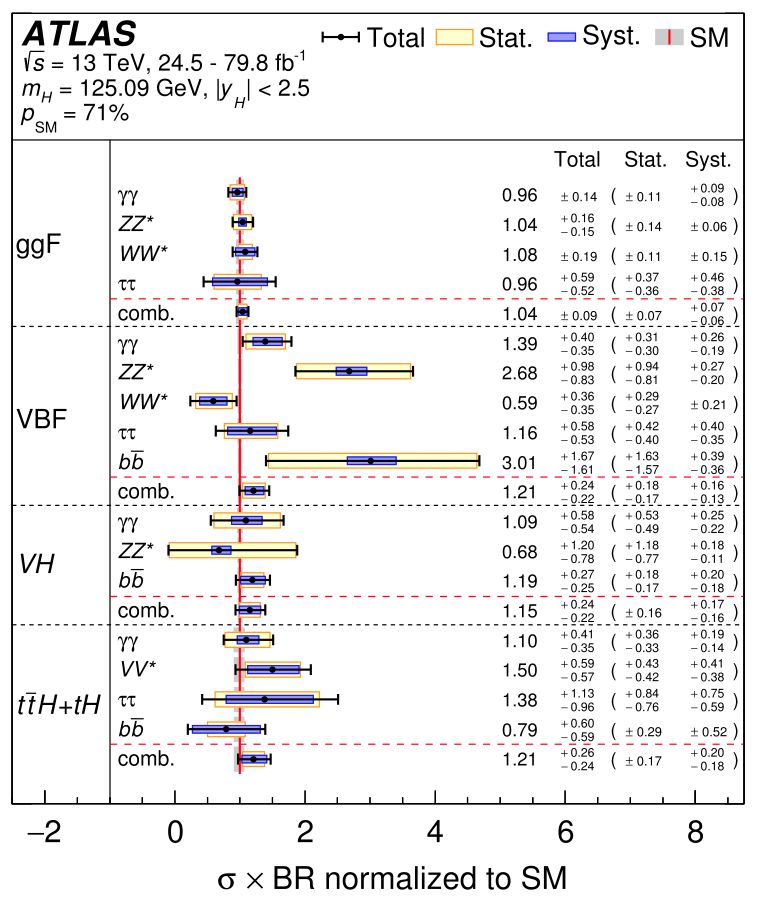 ATLAS Total Stat. Syst. SM
√s = 13 TeV, 24.5 - 79.8 fb⁻¹
m_H = 125.09 GeV, |y_H| < 2.5
p_SM = 71%
Total Stat. Syst.
ggF
γγ 0.96 ± 0.14 ( ± 0.11 + 0.09 − 0.08 )
ZZ* 1.04 + 0.16 − 0.15 ( ± 0.14 ± 0.06 )
WW* 1.08 ± 0.19 ( ± 0.11 ± 0.15 )
ττ 0.96 + 0.59 − 0.52 ( + 0.37 − 0.36 + 0.46 − 0.38 )
comb. 1.04 ± 0.09 ( ± 0.07 + 0.07 − 0.06 )
VBF
γγ 1.39 + 0.40 − 0.35 ( + 0.31 − 0.30 + 0.26 − 0.19 )
ZZ* 2.68 + 0.98 − 0.83 ( + 0.94 − 0.81 + 0.27 − 0.20 )
WW* 0.59 + 0.36 − 0.35 ( + 0.29 − 0.27 ± 0.21 )
ττ 1.16 + 0.58 − 0.53 ( + 0.42 − 0.40 + 0.40 − 0.35 )
bb̅ 3.01 + 1.67 − 1.61 ( + 1.63 − 1.57 + 0.39 − 0.36 )
comb. 1.21 + 0.24 − 0.22 ( + 0.18 − 0.17 + 0.16 − 0.13 )
VH
γγ 1.09 + 0.58 − 0.54 ( + 0.53 − 0.49 + 0.25 − 0.22 )
ZZ* 0.68 + 1.20 − 0.78 ( + 1.18 − 0.77 + 0.18 − 0.11 )
bb̅ 1.19 + 0.27 − 0.25 ( + 0.18 − 0.17 + 0.20 − 0.18 )
comb. 1.15 + 0.24 − 0.22 ( ± 0.16 + 0.17 − 0.16 )
tt̅H+tH
γγ 1.10 + 0.41 − 0.35 ( + 0.36 − 0.33 + 0.19 − 0.14 )
VV* 1.50 + 0.59 − 0.57 ( + 0.43 − 0.42 + 0.41 − 0.38 )
ττ 1.38 + 1.13 − 0.96 ( + 0.84 − 0.76 + 0.75 − 0.59 )
bb̅ 0.79 + 0.60 − 0.59 ( ± 0.29 ± 0.52 )
comb. 1.21 + 0.26 − 0.24 ( ± 0.17 + 0.20 − 0.18 )
−2 0 2 4 6 8
σ × BR normalized to SM